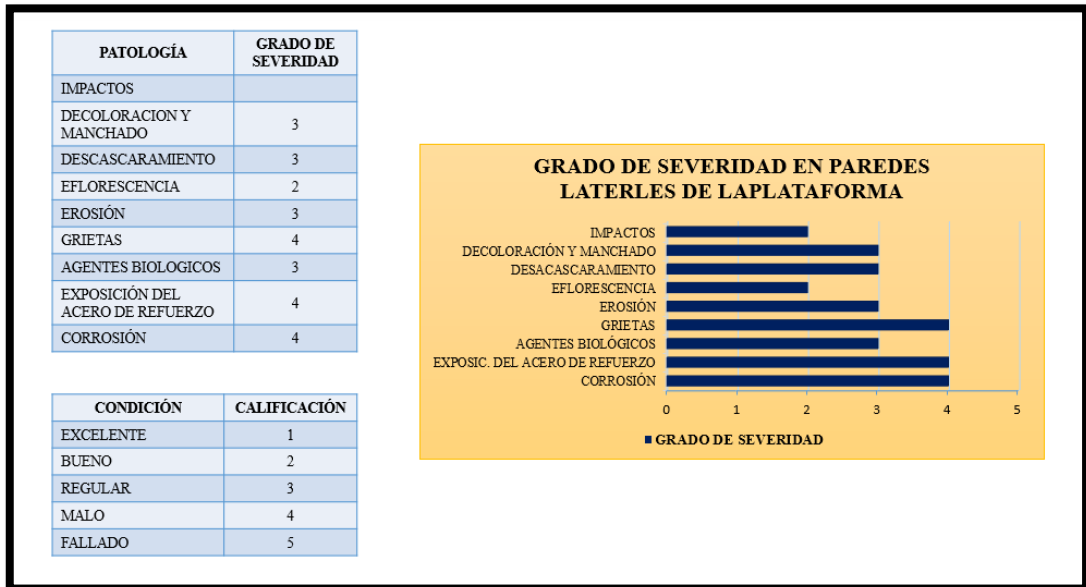 PATOLOGÍA GRADO DE SEVERIDAD
IMPACTOS
DECOLORACION Y MANCHADO 3
DESCASCARAMIENTO 3
EFLORESCENCIA 2
EROSIÓN 3
GRIETAS 4
AGENTES BIOLOGICOS 3
EXPOSICIÓN DEL ACERO DE REFUERZO 4
CORROSIÓN 4
CONDICIÓN CALIFICACIÓN
EXCELENTE 1
BUENO 2
REGULAR 3
MALO 4
FALLADO 5
GRADO DE SEVERIDAD EN PAREDES
LATERLES DE LAPLATAFORMA
IMPACTOS
DECOLORACIÓN Y MANCHADO
DESACASCARAMIENTO
EFLORESCENCIA
EROSIÓN
GRIETAS
AGENTES BIOLÓGICOS
EXPOSIC. DEL ACERO DE REFUERZO
CORROSIÓN
0 1 2 3 4 5
GRADO DE SEVERIDAD